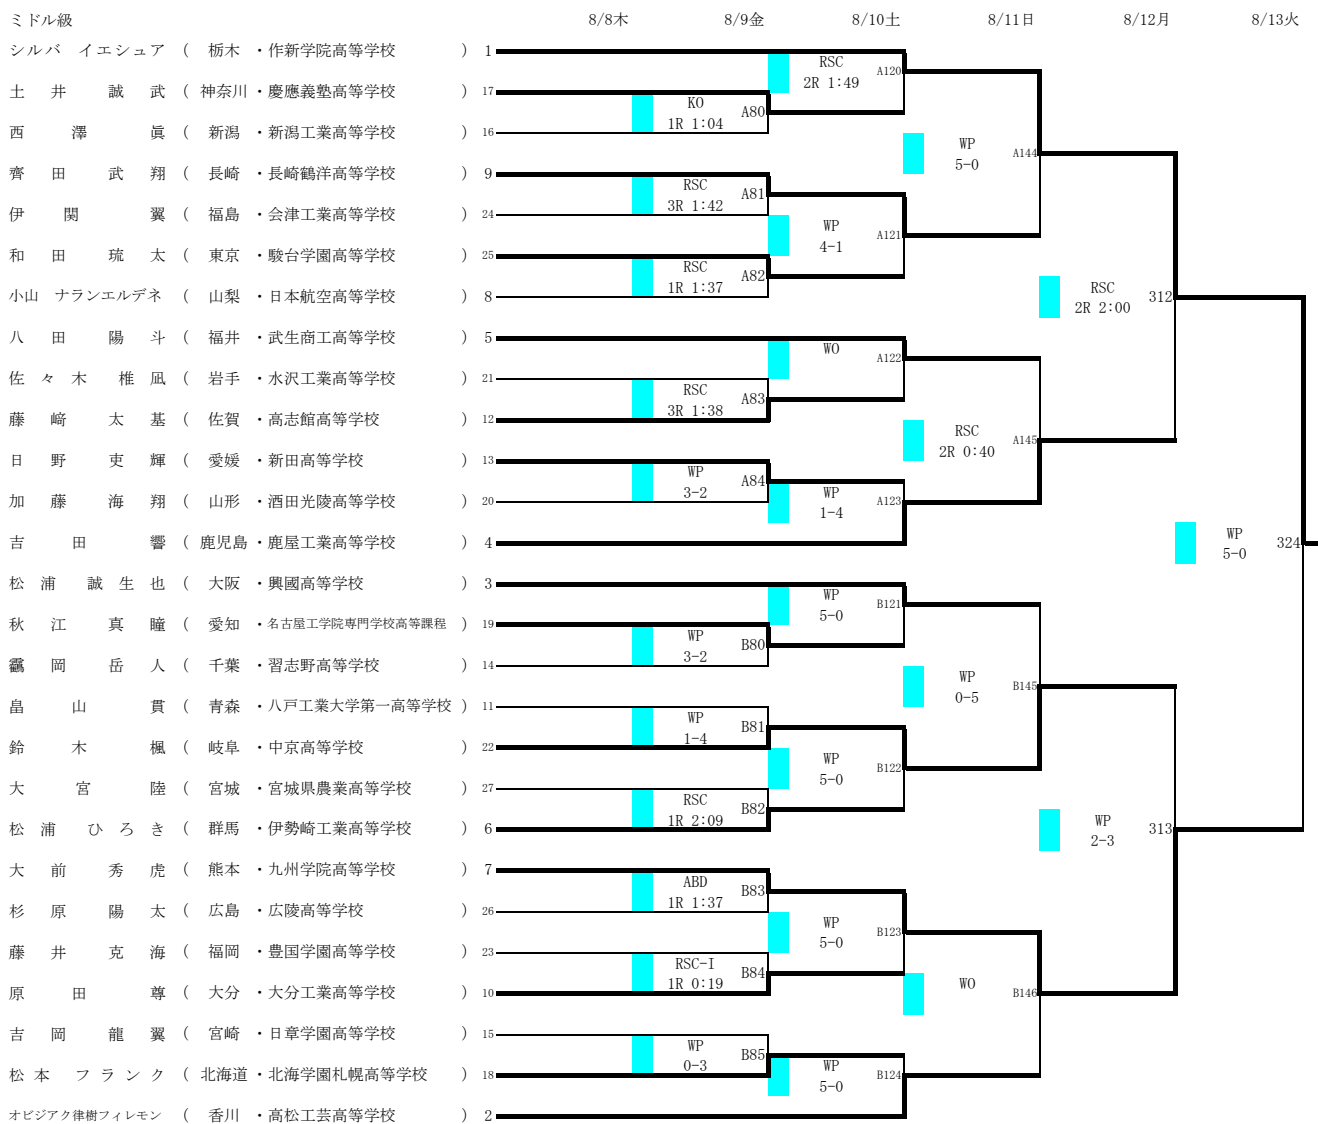 ミドル級 8/8木 8/9金 8/10土 8/11日 8/12月 8/13火
シルバ イエシュア ( 栃木 ・作新学院高等学校 ) 1
RSC
2R 1:49
A120
土井 誠武 ( 神奈川 ・慶應義塾高等学校 ) 17
KO
1R 1:04
A80
西澤 眞 ( 新潟 ・新潟工業高等学校 ) 16
WP
5-0
A144
齊田 武翔 ( 長崎 ・長崎鶴洋高等学校 ) 9
RSC
3R 1:42
A81
伊関 翼 ( 福島 ・会津工業高等学校 ) 24
WP
4-1
A121
和田 琉太 ( 東京 ・駿台学園高等学校 ) 25
RSC
1R 1:37
A82
小山 ナランエルデネ ( 山梨 ・日本航空高等学校 ) 8
RSC
2R 2:00
312
八田 陽斗 ( 福井 ・武生商工高等学校 ) 5
WO
A122
佐々木 椎凪 ( 岩手 ・水沢工業高等学校 ) 21
RSC
3R 1:38
A83
藤﨑 太基 ( 佐賀 ・高志館高等学校 ) 12
RSC
2R 0:40
A145
日野 吏輝 ( 愛媛 ・新田高等学校 ) 13
WP
3-2
A84
加藤 海翔 ( 山形 ・酒田光陵高等学校 ) 20
WP
1-4
A123
吉田 響 ( 鹿児島 ・鹿屋工業高等学校 ) 4
WP
5-0
324
松浦 誠生也 ( 大阪 ・興國高等学校 ) 3
WP
5-0
B121
秋江 真瞳 ( 愛知 ・名古屋工学院専門学校高等課程 ) 19
WP
3-2
B80
靍岡 岳人 ( 千葉 ・習志野高等学校 ) 14
WP
0-5
B145
畠山 貫 ( 青森 ・八戸工業大学第一高等学校 ) 11
WP
1-4
B81
鈴木 楓 ( 岐阜 ・中京高等学校 ) 22
WP
5-0
B122
大宮 陸 ( 宮城 ・宮城県農業高等学校 ) 27
RSC
1R 2:09
B82
松浦 ひろき ( 群馬 ・伊勢崎工業高等学校 ) 6
WP
2-3
313
大前 秀虎 ( 熊本 ・九州学院高等学校 ) 7
ABD
1R 1:37
B83
杉原 陽太 ( 広島 ・広陵高等学校 ) 26
WP
5-0
B123
藤井 克海 ( 福岡 ・豊国学園高等学校 ) 23
RSC-I
1R 0:19
B84
原田 尊 ( 大分 ・大分工業高等学校 ) 10
WO
B146
吉岡 龍翼 ( 宮崎 ・日章学園高等学校 ) 15
WP
0-3
B85
松本 フランク ( 北海道 ・北海学園札幌高等学校 ) 18
WP
5-0
B124
オビジアク律樹フィレモン ( 香川 ・高松工芸高等学校 ) 2